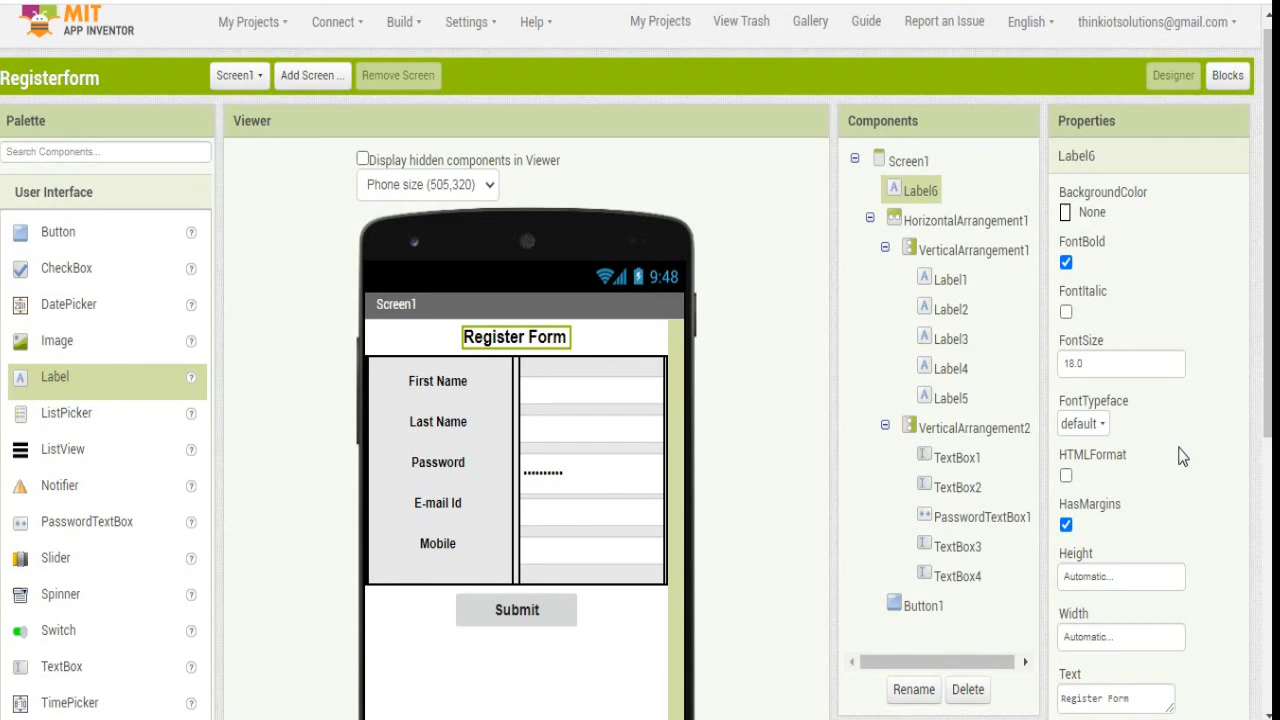 MIT
APP INVENTOR
My Projects
Connect
Build
Settings
Help
My Projects
View Trash
Gallery
Guide
Report an Issue
English
thinkiotsolutions@gmail.com
Registerform
Screen1
Add Screen ...
Remove Screen
Designer
Blocks
Palette
Search Components...
User Interface
Button
?
CheckBox
?
DatePicker
?
Image
?
Label
?
ListPicker
?
ListView
?
Notifier
?
PasswordTextBox
?
Slider
?
Spinner
?
Switch
?
TextBox
?
TimePicker
?
Viewer
Display hidden components in Viewer
Phone size (505,320)
9:48
Screen1
Register Form
First Name
Last Name
Password
••••••••••
E-mail Id
Mobile
Submit
Components
Screen1
Label6
HorizontalArrangement1
VerticalArrangement1
Label1
Label2
Label3
Label4
Label5
VerticalArrangement2
TextBox1
TextBox2
PasswordTextBox1
TextBox3
TextBox4
Button1
Rename
Delete
Properties
Label6
BackgroundColor
None
FontBold
FontItalic
FontSize
18.0
FontTypeface
default
HTMLFormat
HasMargins
Height
Automatic...
Width
Automatic...
Text
Register Form